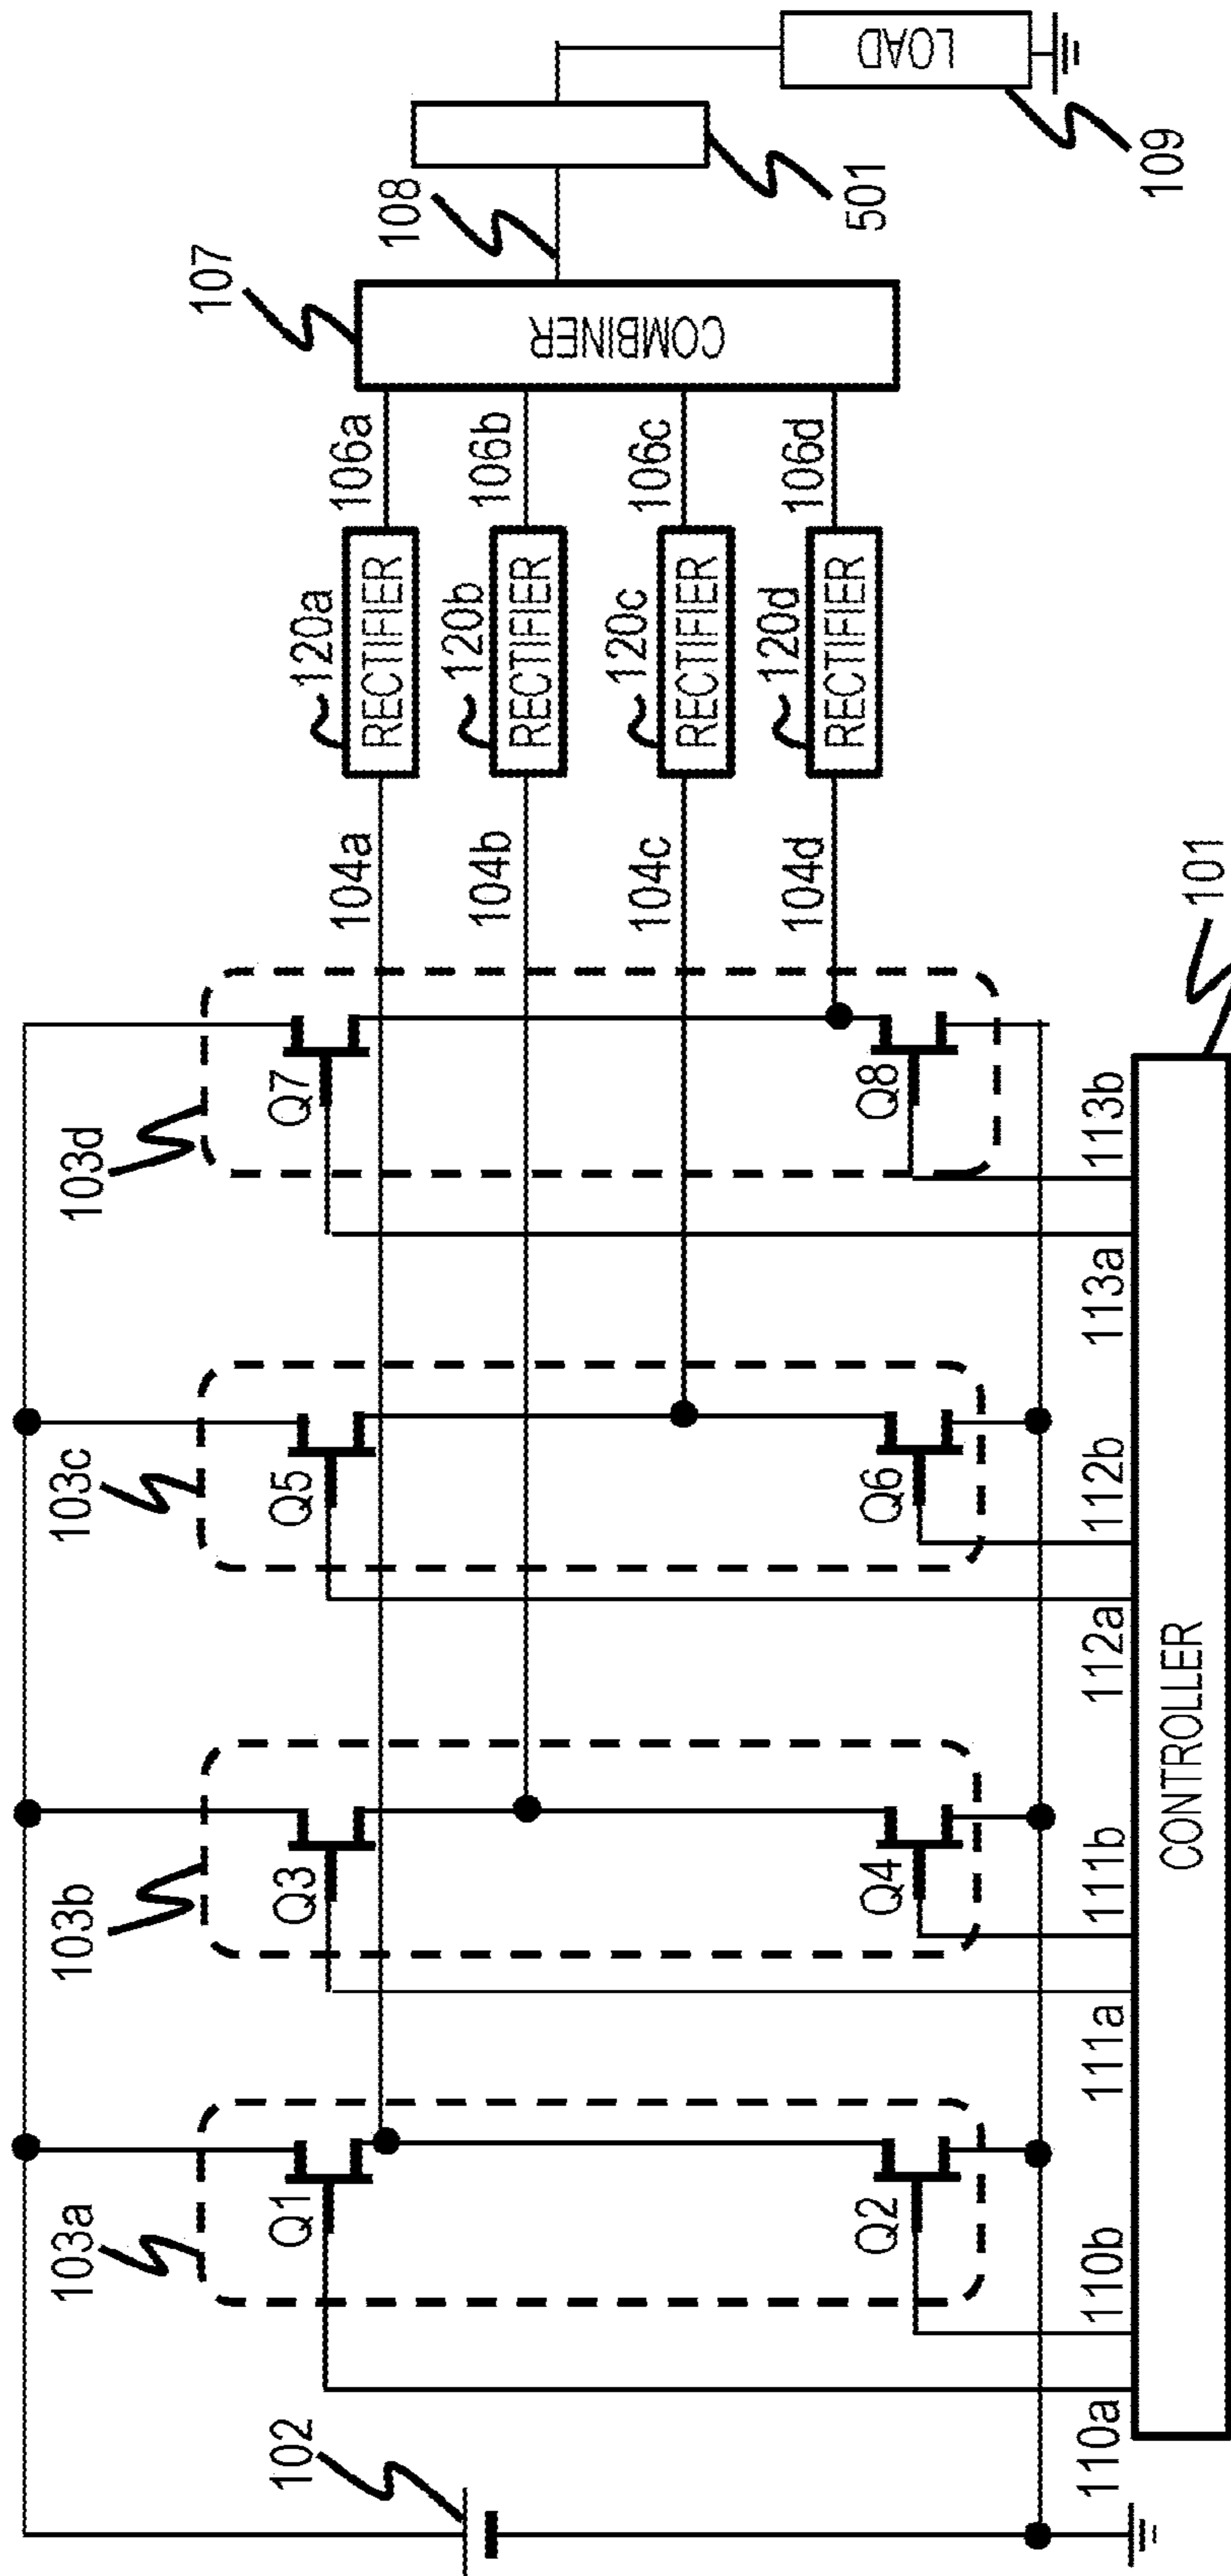 102
103a
Q1
Q2
110a
110b
103b
Q3
Q4
111a
111b
103c
Q5
Q6
112a
112b
103d
Q7
Q8
113a
113b
CONTROLLER
101
104a
104b
104c
104d
120a
RECTIFIER
120b
RECTIFIER
120c
RECTIFIER
120d
RECTIFIER
106a
106b
106c
106d
107
COMBINER
108
501
LOAD
109